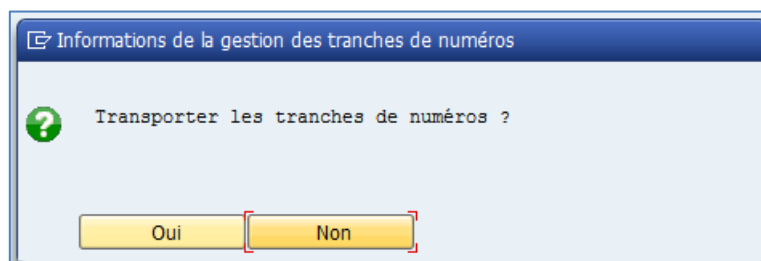 Informations de la gestion des tranches de numéros
Transporter les tranches de numéros ?
Oui
Non